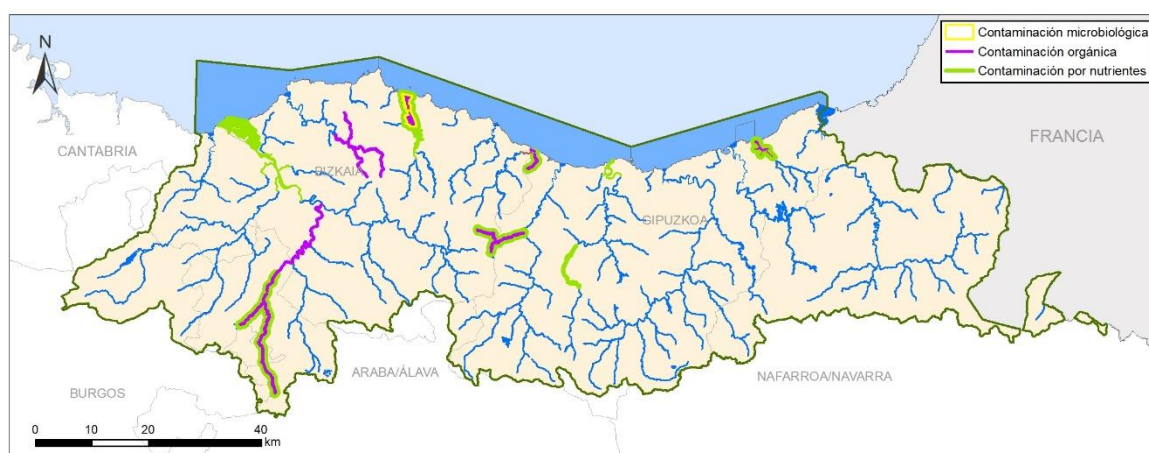 N
Contaminación microbiológica
Contaminación orgánica
Contaminación por nutrientes
FRANCIA
CANTABRIA
BIZKAIA
GIPUZKOA
ARABA/ÁLAVA
NAFARROA/NAVARRA
BURGOS
0 10 20 40
km